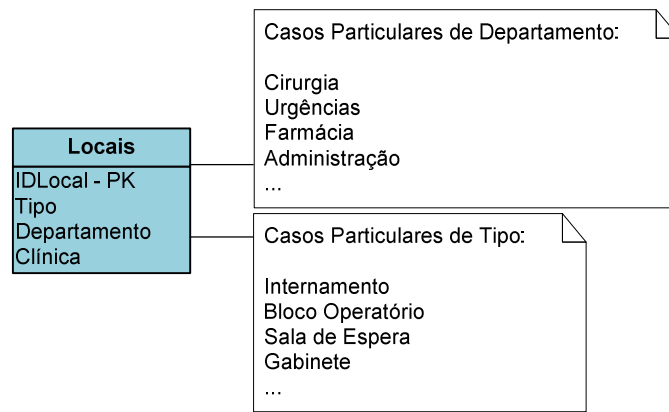 Casos Particulares de Departamento:
Cirurgia
Urgências
Farmácia
Administração
...
Locais
IDLocal - PK
Tipo
Departamento
Clínica
Casos Particulares de Tipo:
Internamento
Bloco Operatório
Sala de Espera
Gabinete
...